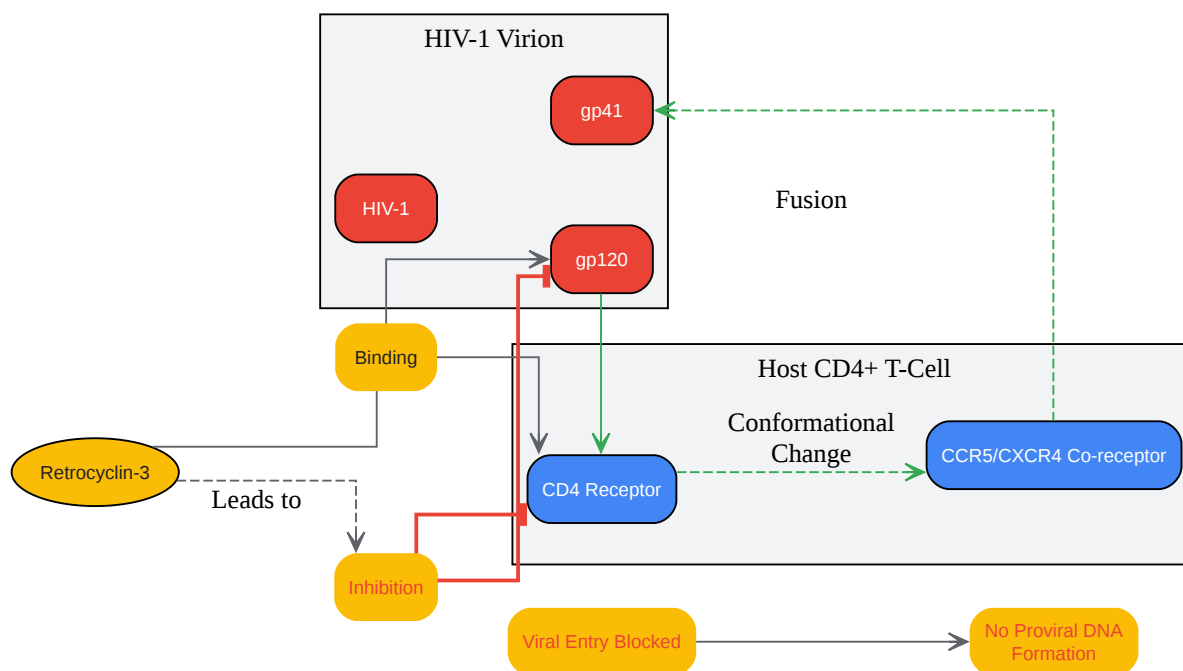 HIV-1 Virion
gp41
HIV-1
Fusion
gp120
Binding
Host CD4+ T-Cell
Conformational
Change
CCR5/CXCR4 Co-receptor
Retrocyclin-3
CD4 Receptor
Leads to
Inhibition
Viral Entry Blocked
No Proviral DNA
Formation